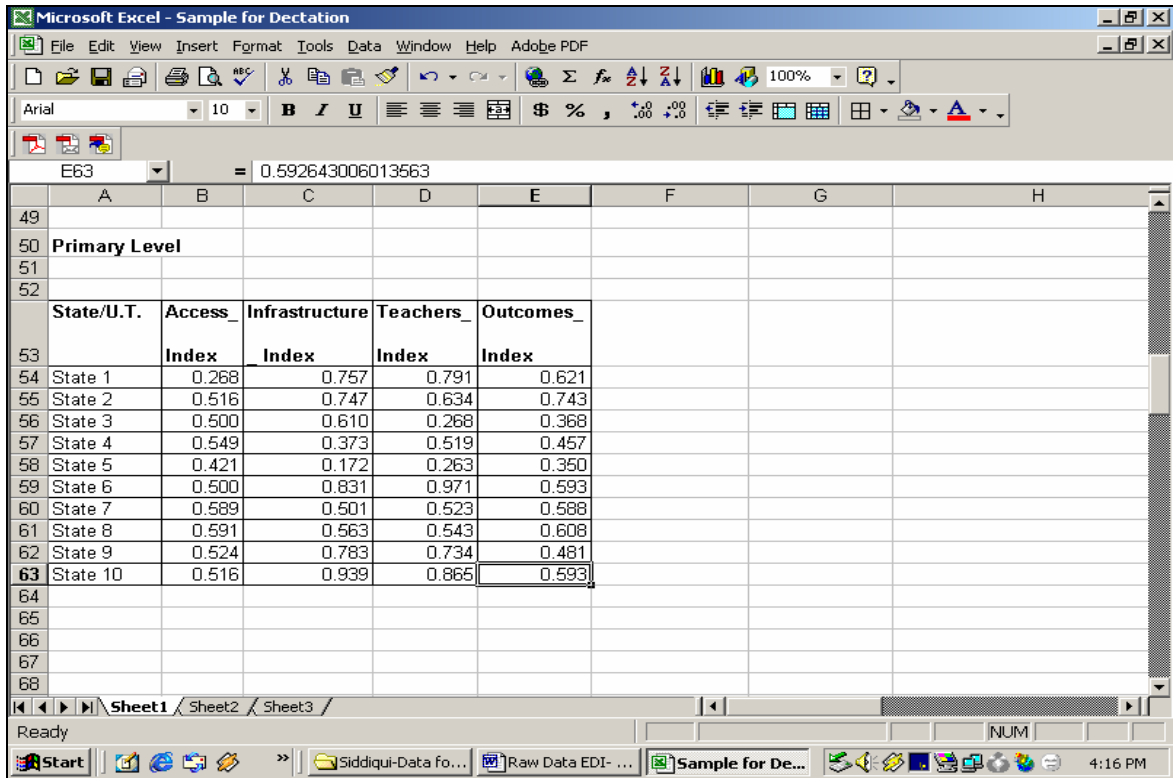 Microsoft Excel - Sample for Dectation
File Edit View Insert Format Tools Data Window Help Adobe PDF
100%
Arial 10 B I U $ % ,
E63 = 0.592643006013563
A B C D E F G H
49
50 Primary Level
51
52
State/U.T. Access_ Infrastructure Teachers_ Outcomes_
53 Index _ Index Index Index
54 State 1 0.268 0.757 0.791 0.621
55 State 2 0.516 0.747 0.634 0.743
56 State 3 0.500 0.610 0.268 0.368
57 State 4 0.549 0.373 0.519 0.457
58 State 5 0.421 0.172 0.263 0.350
59 State 6 0.500 0.831 0.971 0.593
60 State 7 0.589 0.501 0.523 0.588
61 State 8 0.591 0.563 0.543 0.608
62 State 9 0.524 0.783 0.734 0.481
63 State 10 0.516 0.939 0.865 0.593
64
65
66
67
68
Sheet1 Sheet2 Sheet3
Ready NUM
Start » Siddiqui-Data fo... Raw Data EDI- ... Sample for De... 4:16 PM